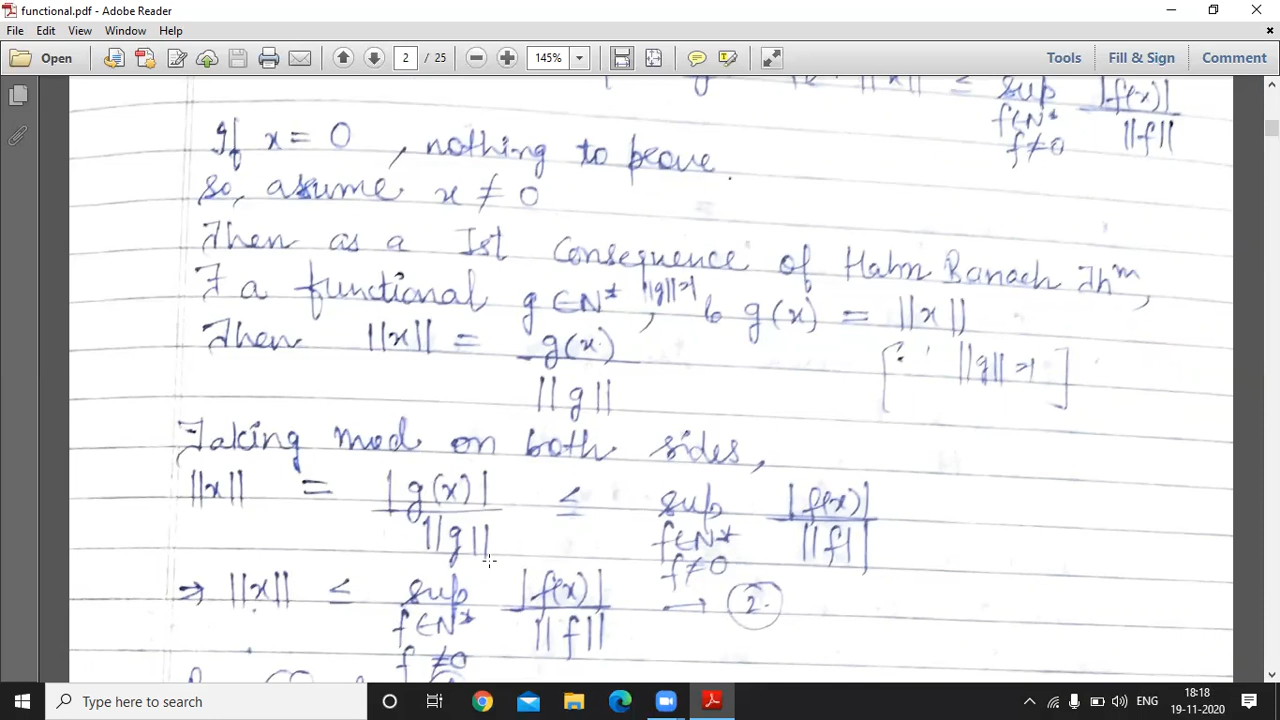 functional.pdf - Adobe Reader
File Edit View Window Help
Open 2 / 25 145% Tools Fill & Sign Comment
||x|| ≤ sup |f(x)| / ||f||
f∈N*
f≠0
If x = 0 , nothing to prove.
so, assume x ≠ 0
Then as a Ist Consequence of Hahn Banach Thm,
∃ a functional g ∈ N*, ||g||=1 g(x) = ||x||
Then ||x|| = g(x) / ||g|| [∵ ||g||=1]
Taking mod on both sides,
||x|| = |g(x)| / ||g|| ≤ sup |f(x)| / ||f||
f∈N*
f≠0
⇒ ||x|| ≤ sup |f(x)| / ||f|| → 2.
f∈N*
f≠0
Type here to search
ENG
18:18
19-11-2020